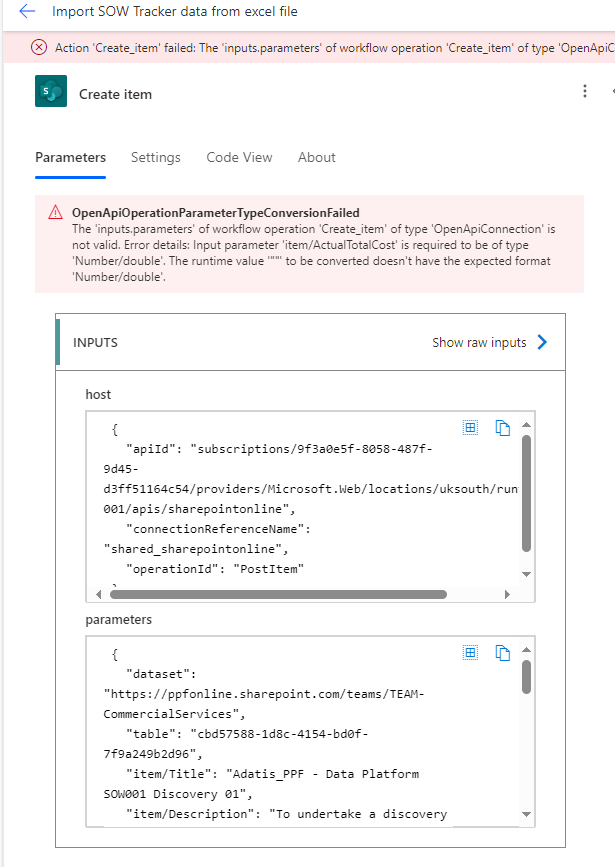 Import SOW Tracker data from excel file
Action 'Create_item' failed: The 'inputs.parameters' of workflow operation 'Create_item' of type 'OpenApiC
S
Create item
Parameters Settings Code View About
OpenApiOperationParameterTypeConversionFailed
The 'inputs.parameters' of workflow operation 'Create_item' of type 'OpenApiConnection' is
not valid. Error details: Input parameter 'item/ActualTotalCost' is required to be of type
'Number/double'. The runtime value '""' to be converted doesn't have the expected format
'Number/double'.
INPUTS Show raw inputs
host
{
"apiId": "subscriptions/9f3a0e5f-8058-487f-
9d45-
d3ff51164c54/providers/Microsoft.Web/locations/uksouth/run
001/apis/sharepointonline",
"connectionReferenceName":
"shared_sharepointonline",
"operationId": "PostItem"
parameters
{
"dataset":
"https://ppfonline.sharepoint.com/teams/TEAM-
CommercialServices",
"table": "cbd57588-1d8c-4154-bd0f-
7f9a249b2d96",
"item/Title": "Adatis_PPF - Data Platform
SOW001 Discovery 01",
"item/Description": "To undertake a discovery